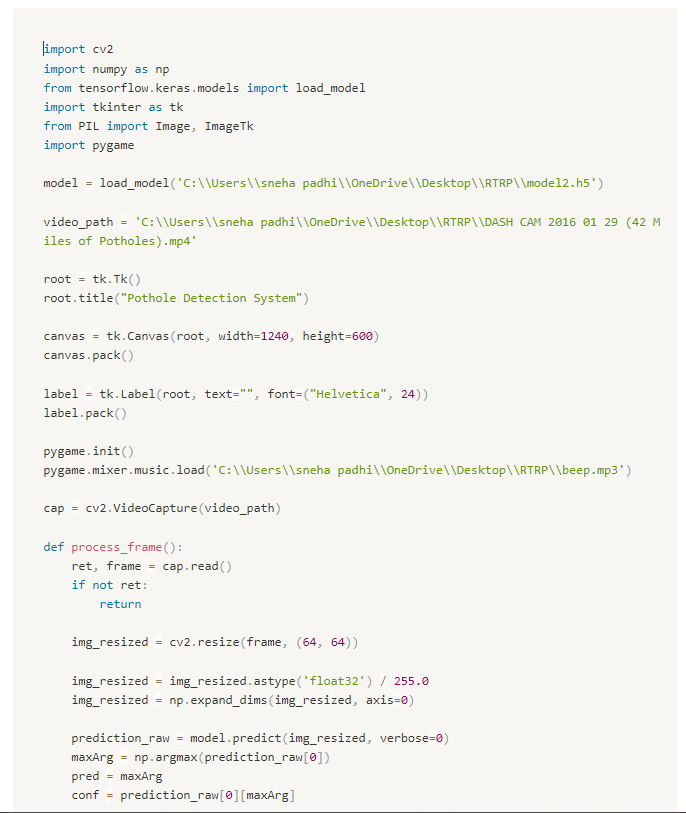 import cv2
import numpy as np
from tensorflow.keras.models import load_model
import tkinter as tk
from PIL import Image, ImageTk
import pygame

model = load_model('C:\\Users\\sneha padhi\\OneDrive\\Desktop\\RTRP\\model2.h5')

video_path = 'C:\\Users\\sneha padhi\\OneDrive\\Desktop\\RTRP\\DASH CAM 2016 01 29 (42 M
iles of Potholes).mp4'

root = tk.Tk()
root.title("Pothole Detection System")

canvas = tk.Canvas(root, width=1240, height=600)
canvas.pack()

label = tk.Label(root, text="", font=("Helvetica", 24))
label.pack()

pygame.init()
pygame.mixer.music.load('C:\\Users\\sneha padhi\\OneDrive\\Desktop\\RTRP\\beep.mp3')

cap = cv2.VideoCapture(video_path)

def process_frame():
    ret, frame = cap.read()
    if not ret:
        return

    img_resized = cv2.resize(frame, (64, 64))

    img_resized = img_resized.astype('float32') / 255.0
    img_resized = np.expand_dims(img_resized, axis=0)

    prediction_raw = model.predict(img_resized, verbose=0)
    maxArg = np.argmax(prediction_raw[0])
    pred = maxArg
    conf = prediction_raw[0][maxArg]